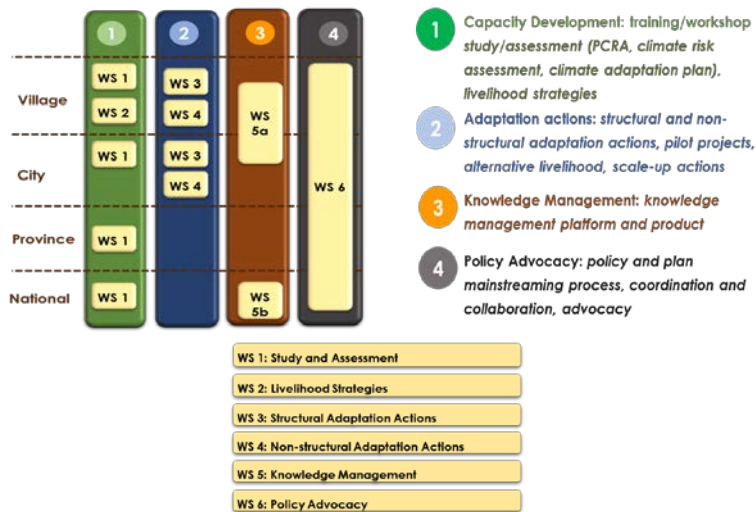 1
2
3
4
Village
City
Province
National
WS 1
WS 2
WS 1
WS 1
WS 1
WS 3
WS 4
WS 3
WS 4
WS
5a
WS
5b
WS 6
1
Capacity Development: training/workshop
study/assessment (PCRA, climate risk
assessment, climate adaptation plan),
livelihood strategies
2
Adaptation actions: structural and non-
structural adaptation actions, pilot projects,
alternative livelihood, scale-up actions
3
Knowledge Management: knowledge
management platform and product
4
Policy Advocacy: policy and plan
mainstreaming process, coordination and
collaboration, advocacy
WS 1: Study and Assessment
WS 2: Livelihood Strategies
WS 3: Structural Adaptation Actions
WS 4: Non-structural Adaptation Actions
WS 5: Knowledge Management
WS 6: Policy Advocacy